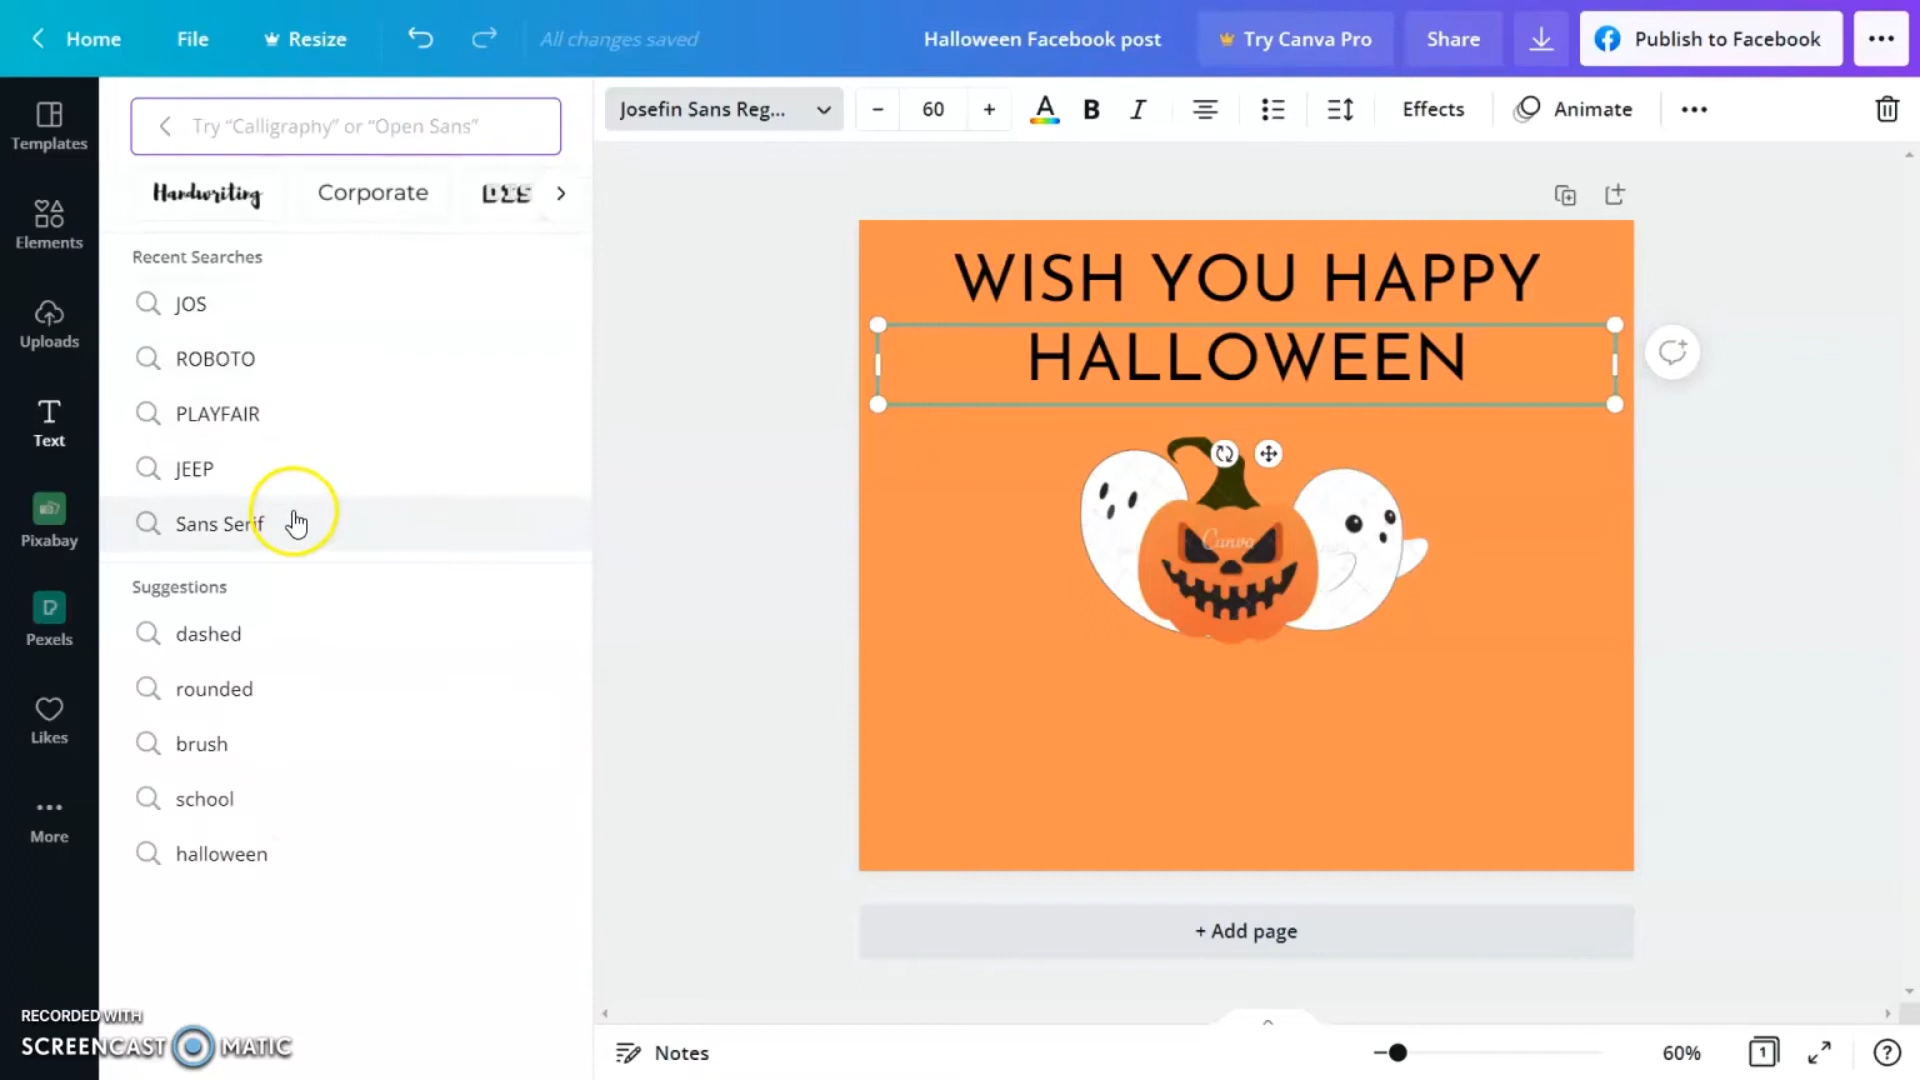 Home
File
Resize
All changes saved
Halloween Facebook post
Try Canva Pro
Share
Publish to Facebook
Templates
Elements
Uploads
Text
Pixabay
Pexels
Likes
More
Try “Calligraphy” or “Open Sans”
Handwriting
Corporate
Recent Searches
JOS
ROBOTO
PLAYFAIR
JEEP
Sans Serif
Suggestions
dashed
rounded
brush
school
halloween
Josefin Sans Reg...
60
A
B
I
Effects
Animate
WISH YOU HAPPY
HALLOWEEN
Canva
+ Add page
Notes
60%
1
?
RECORDED WITH
SCREENCAST MATIC